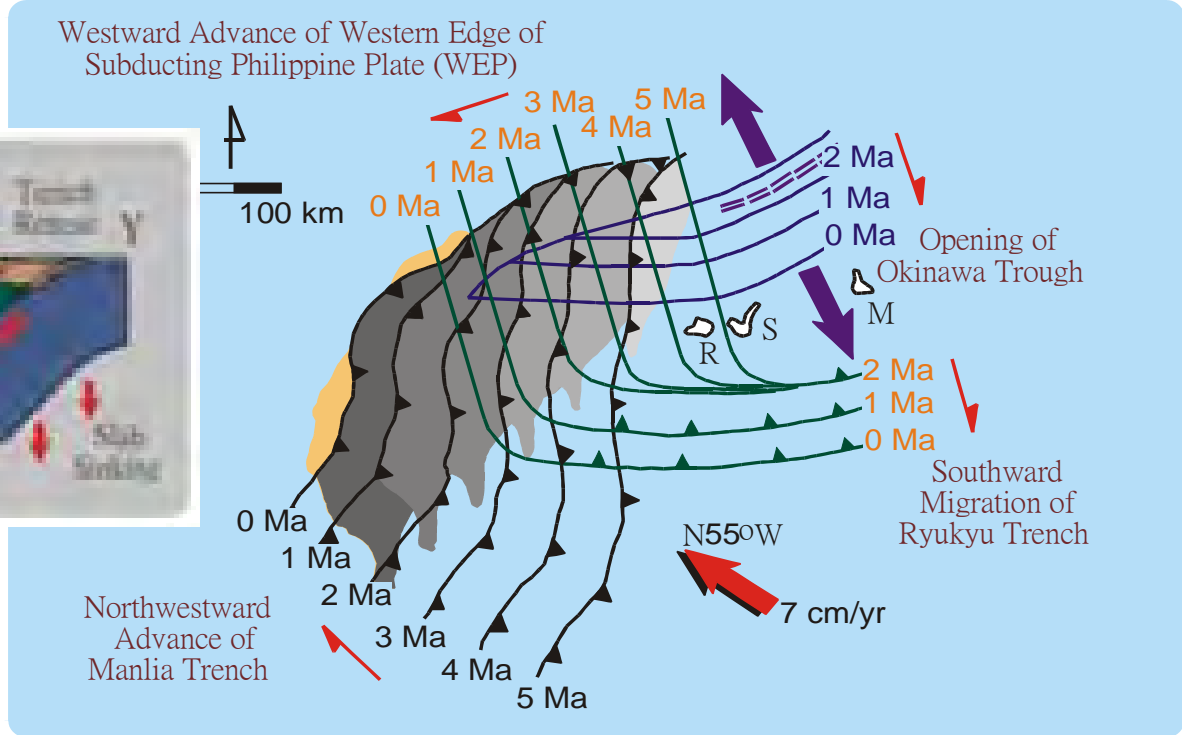 Westward Advance of Western Edge of
Subducting Philippine Plate (WEP)
5 Ma
3 Ma
4 Ma
2 Ma
1 Ma
0 Ma
100 km
2 Ma
1 Ma
0 Ma
Opening of
Okinawa Trough
M
S
R
Y
Slab
Sinking
2 Ma
1 Ma
0 Ma
Southward
Migration of
Ryukyu Trench
N55oW
7 cm/yr
0 Ma
1 Ma
2 Ma
3 Ma
4 Ma
5 Ma
Northwestward
Advance of
Manlia Trench